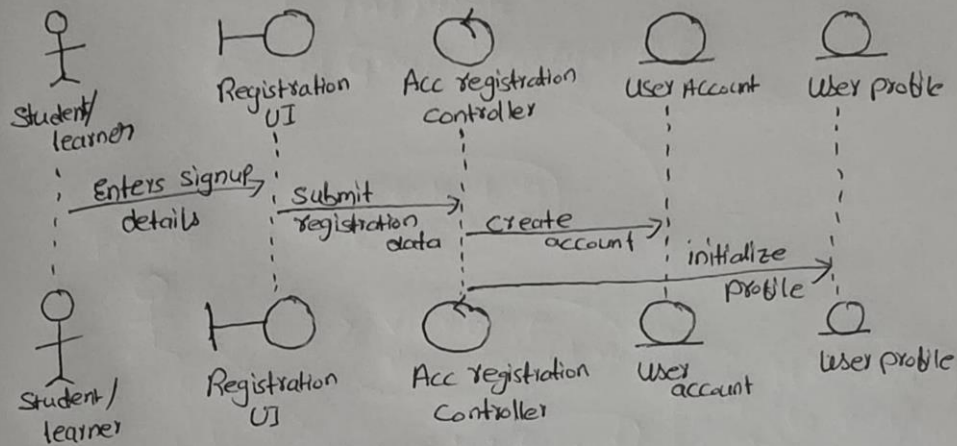 Student/
learner
Registration
UI
Acc registration
controller
User Account
User profile
Enters signup
details
submit
registration
data
create
account
initialize
profile
Student/
learner
Registration
UI
Acc registration
Controller
User
account
User profile